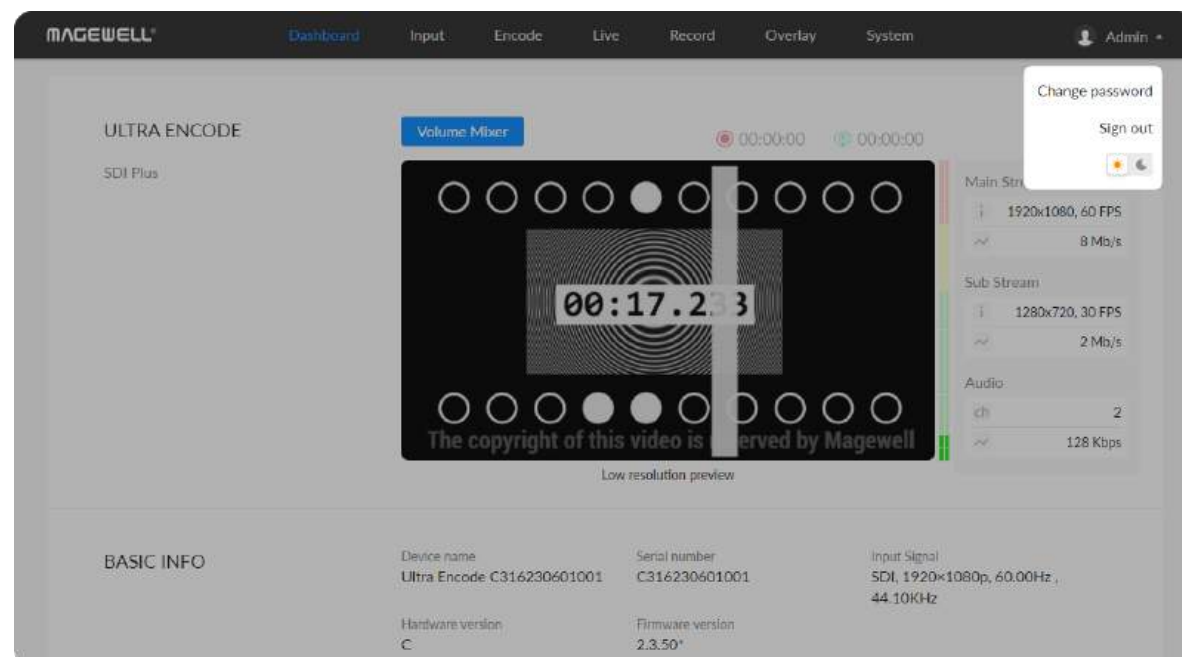 MAGEWELL®
Dashboard Input Encode Live Record Overlay System Admin
Change password
Sign out
ULTRA ENCODE
SDI Plus
Volume Mixer
00:00:00 00:00:00
00:17.233
The copyright of this video is erved by Magewell
Low resolution preview
Main Str
1920x1080, 60 FPS
8 Mb/s
Sub Stream
1280x720, 30 FPS
2 Mb/s
Audio
ch 2
128 Kbps
BASIC INFO
Device name
Ultra Encode C316230601001
Serial number
C316230601001
Input Signal
SDI, 1920×1080p, 60.00Hz ,
44.10KHz
Hardware version
C
Firmware version
2.3.50*